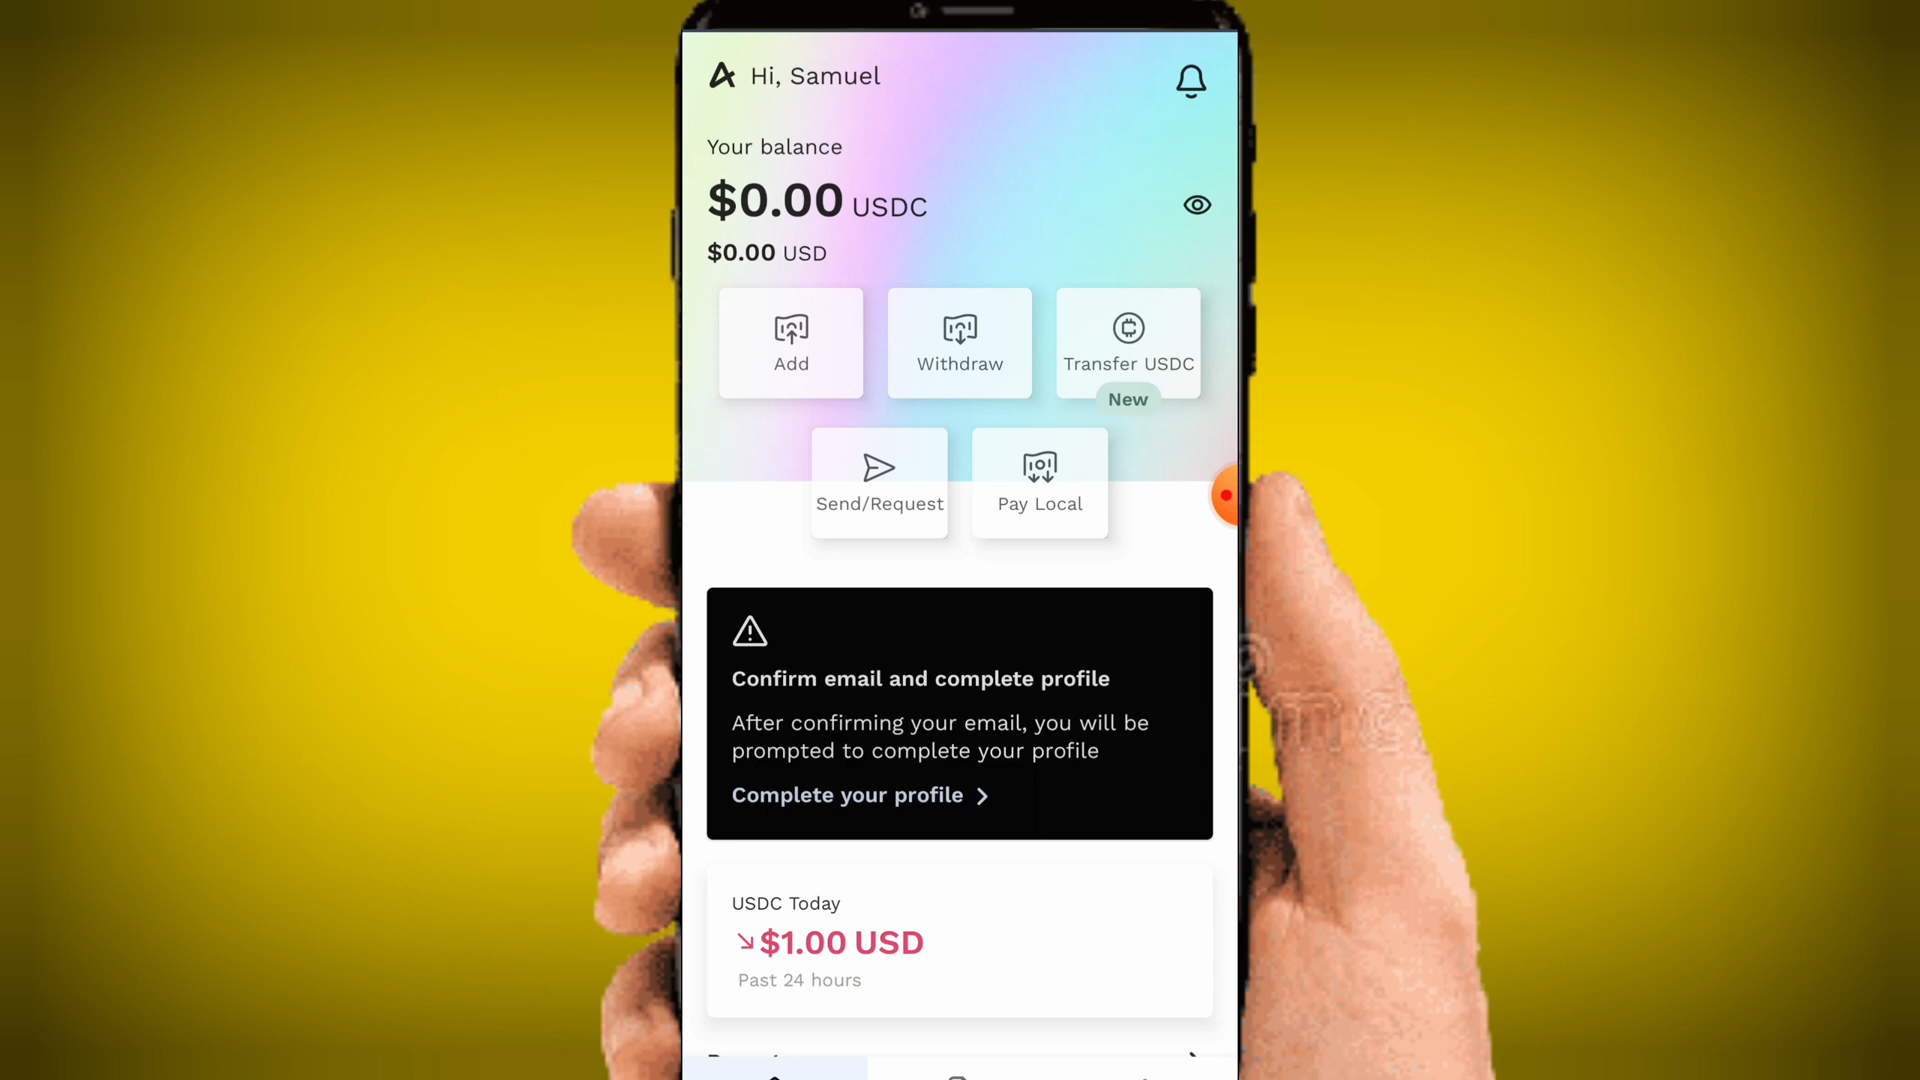 Hi, Samuel
Your balance
$0.00 USDC
$0.00 USD
Add
Withdraw
Transfer USDC
New
Send/Request
Pay Local
Confirm email and complete profile
After confirming your email, you will be
prompted to complete your profile
Complete your profile
USDC Today
$1.00 USD
Past 24 hours